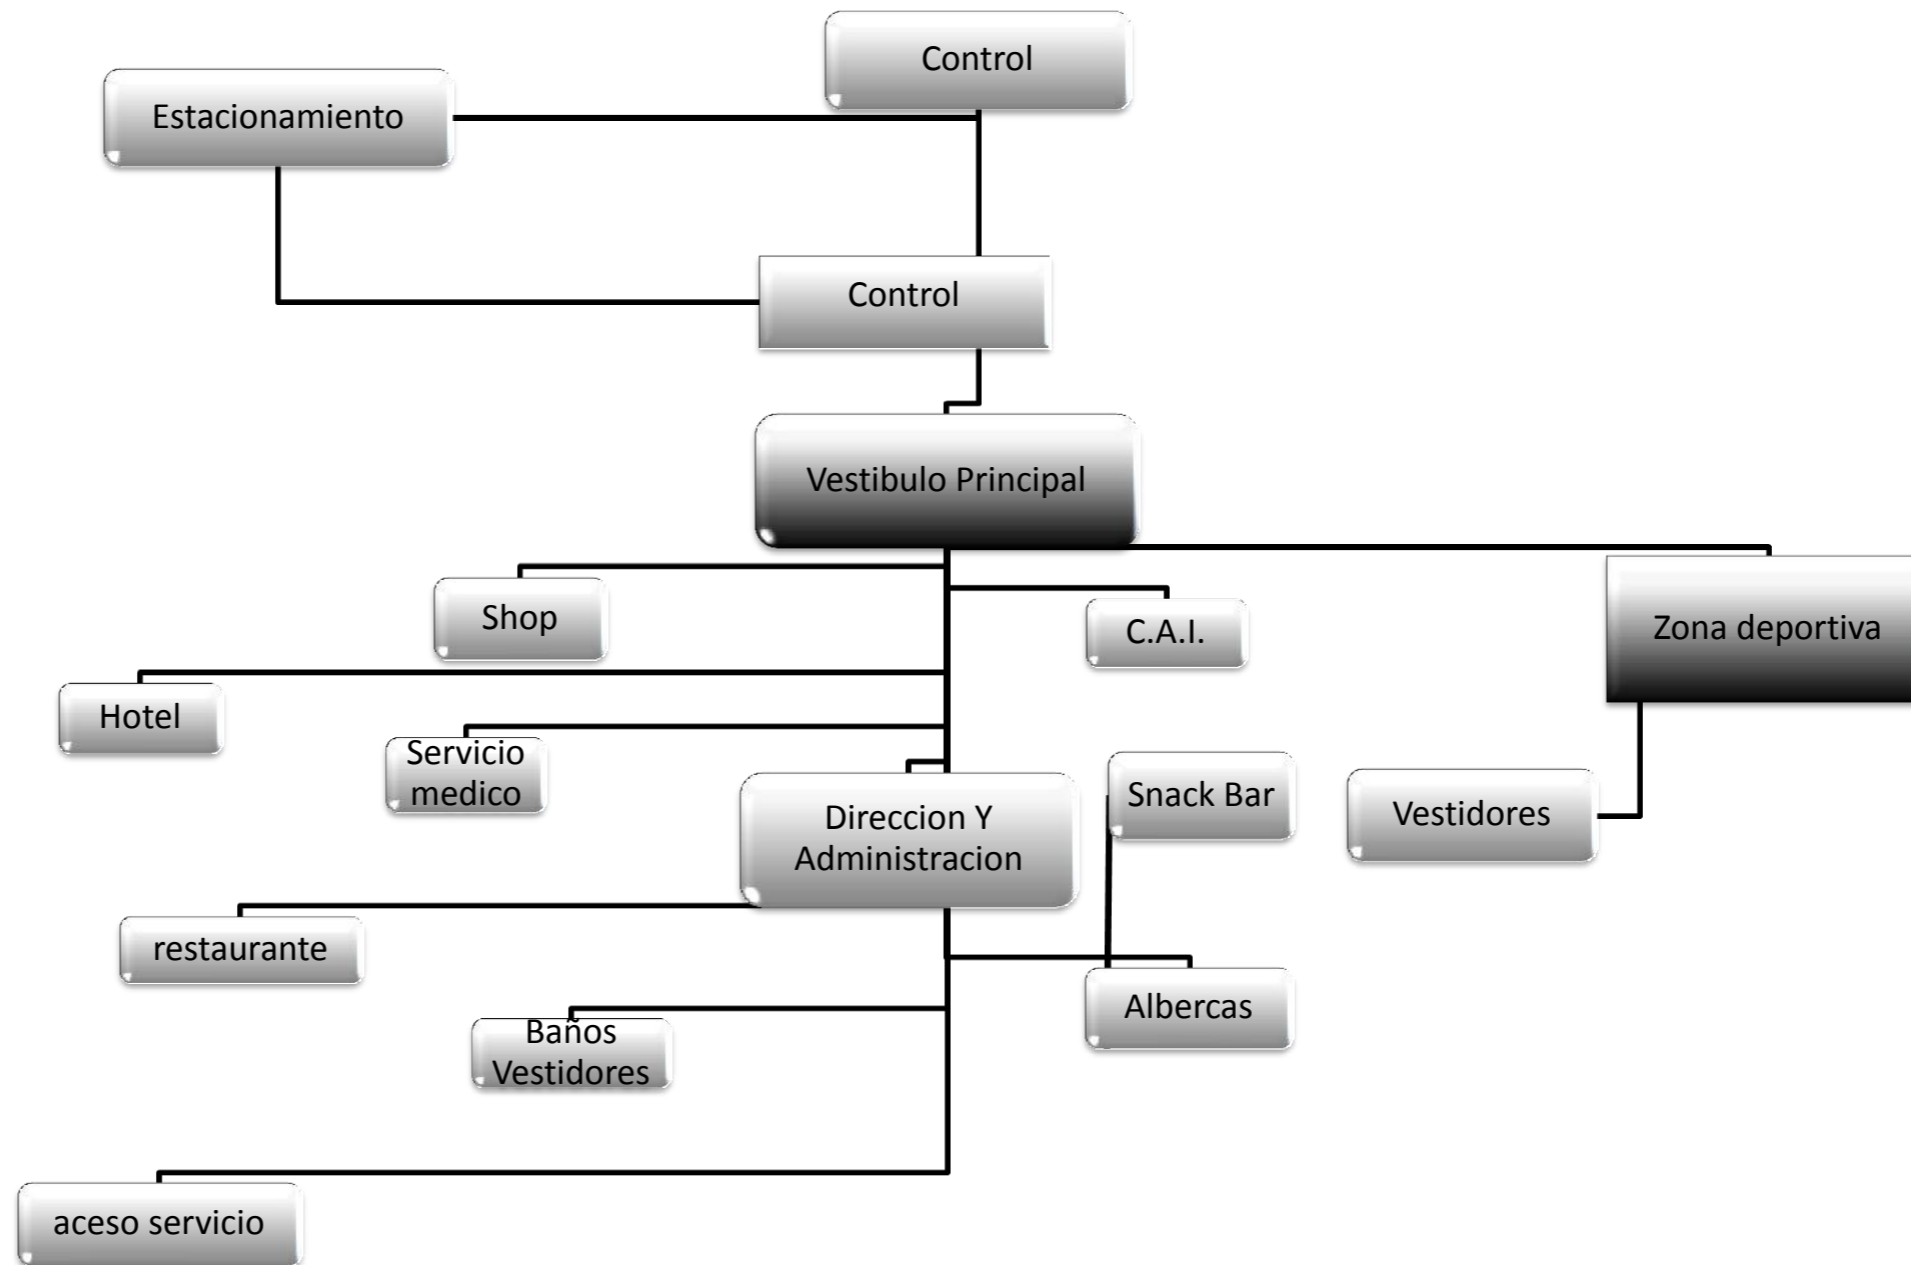 Control
Estacionamiento
Control
Vestibulo Principal
Shop
C.A.I.
Zona deportiva
Hotel
Servicio
medico
Snack Bar
Vestidores
Direccion Y
Administracion
restaurante
Albercas
Baños
Vestidores
aceso servicio